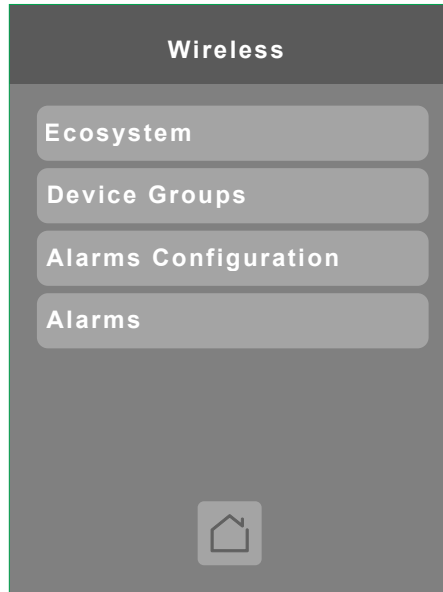 Wireless
Ecosystem
Device Groups
Alarms Configuration
Alarms